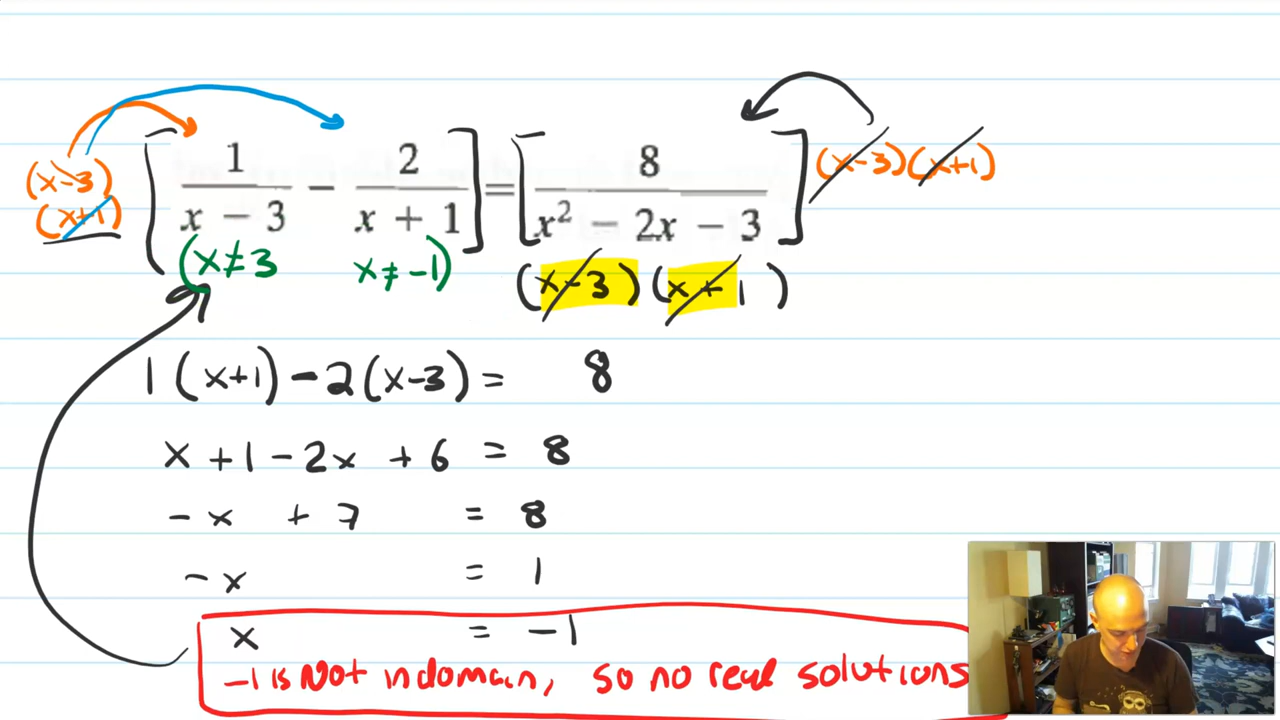 (x-3) [ 1/(x - 3) - 2/(x + 1) ] = [ 8/(x² - 2x - 3) ] (x-3)(x+1)
(x+1)
(x≠3 x≠-1) (x-3)(x+1)
1(x+1) - 2(x-3) = 8
x + 1 - 2x + 6 = 8
-x + 7 = 8
-x = 1
x = -1
-1 is Not in domain, so no real solutions